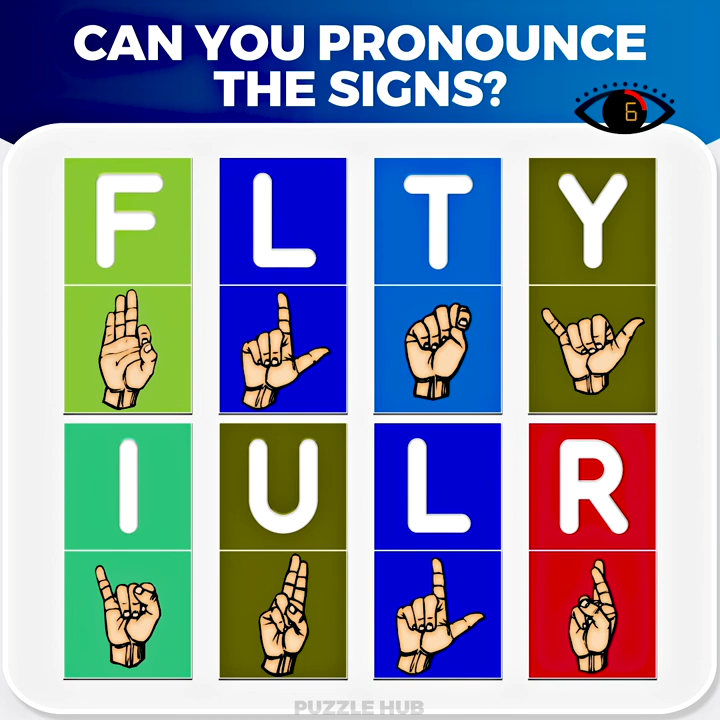 CAN YOU PRONOUNCE
THE SIGNS?
6
F L T Y
I U L R
PUZZLE HUB